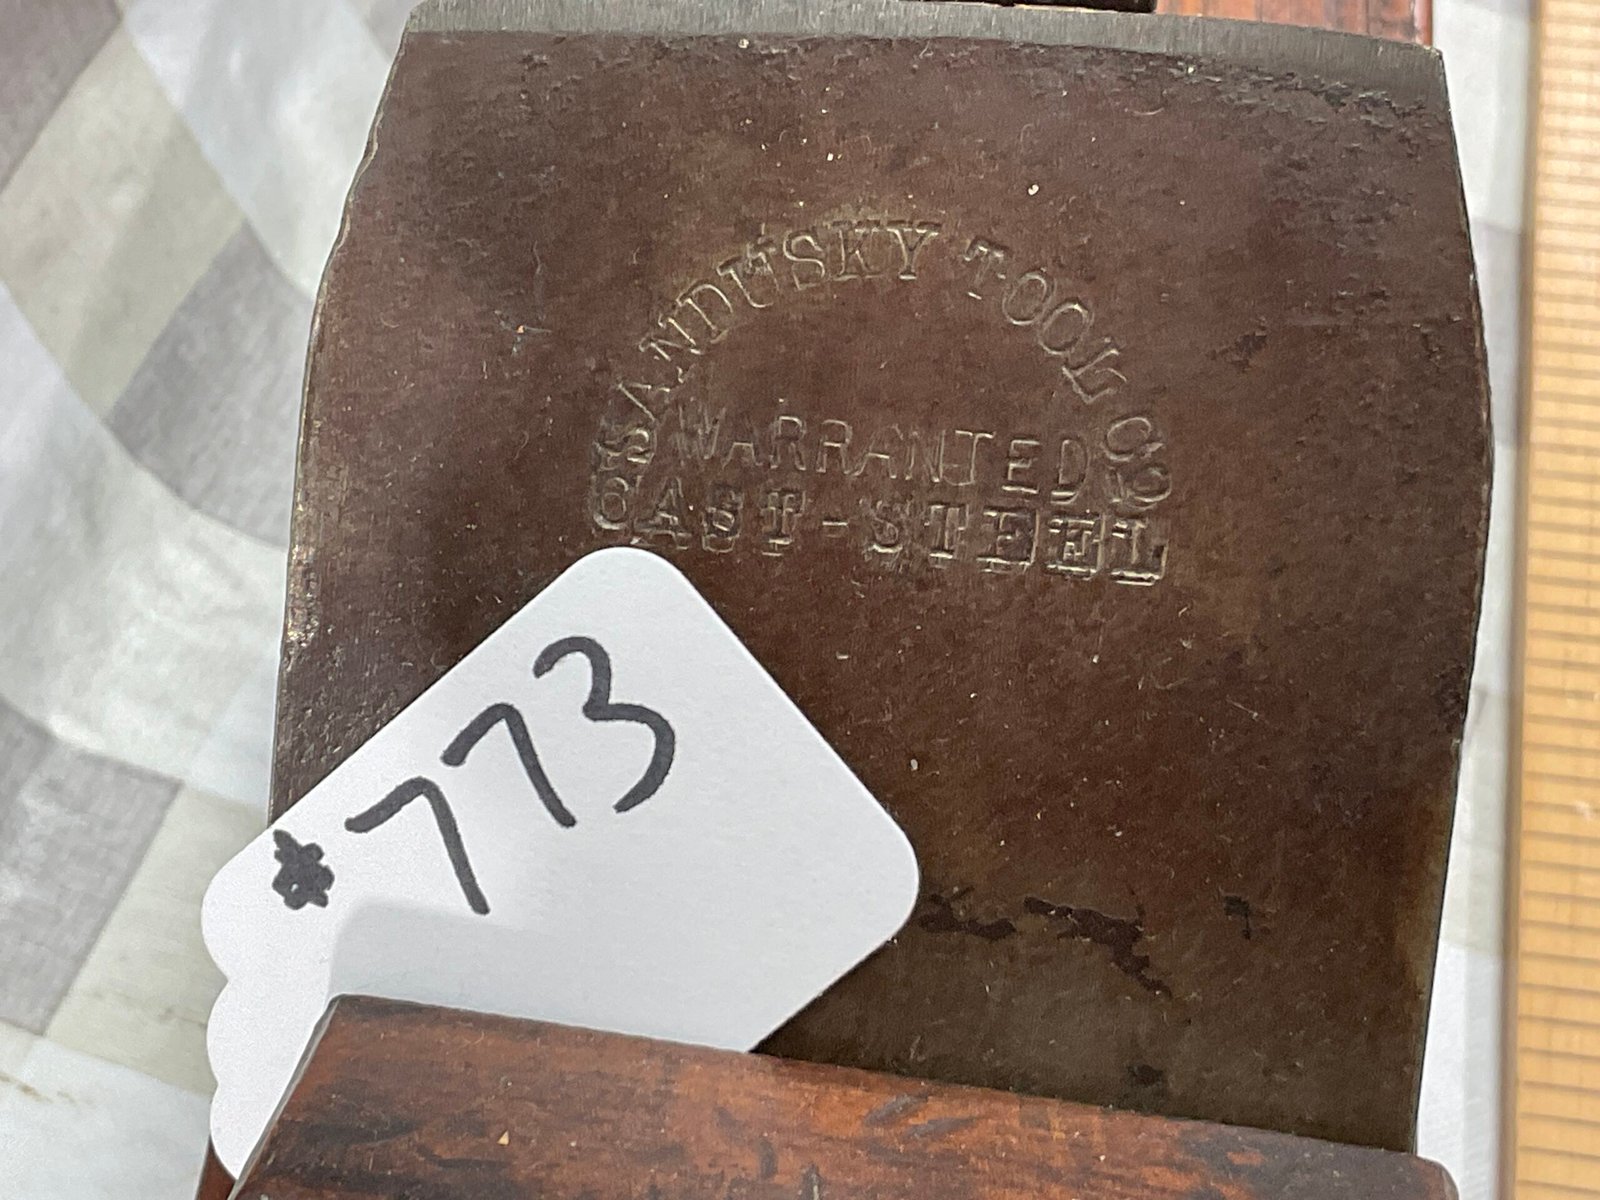 SANDUSKY TOOL CO
WARRANTED
CAST-STEEL
#773